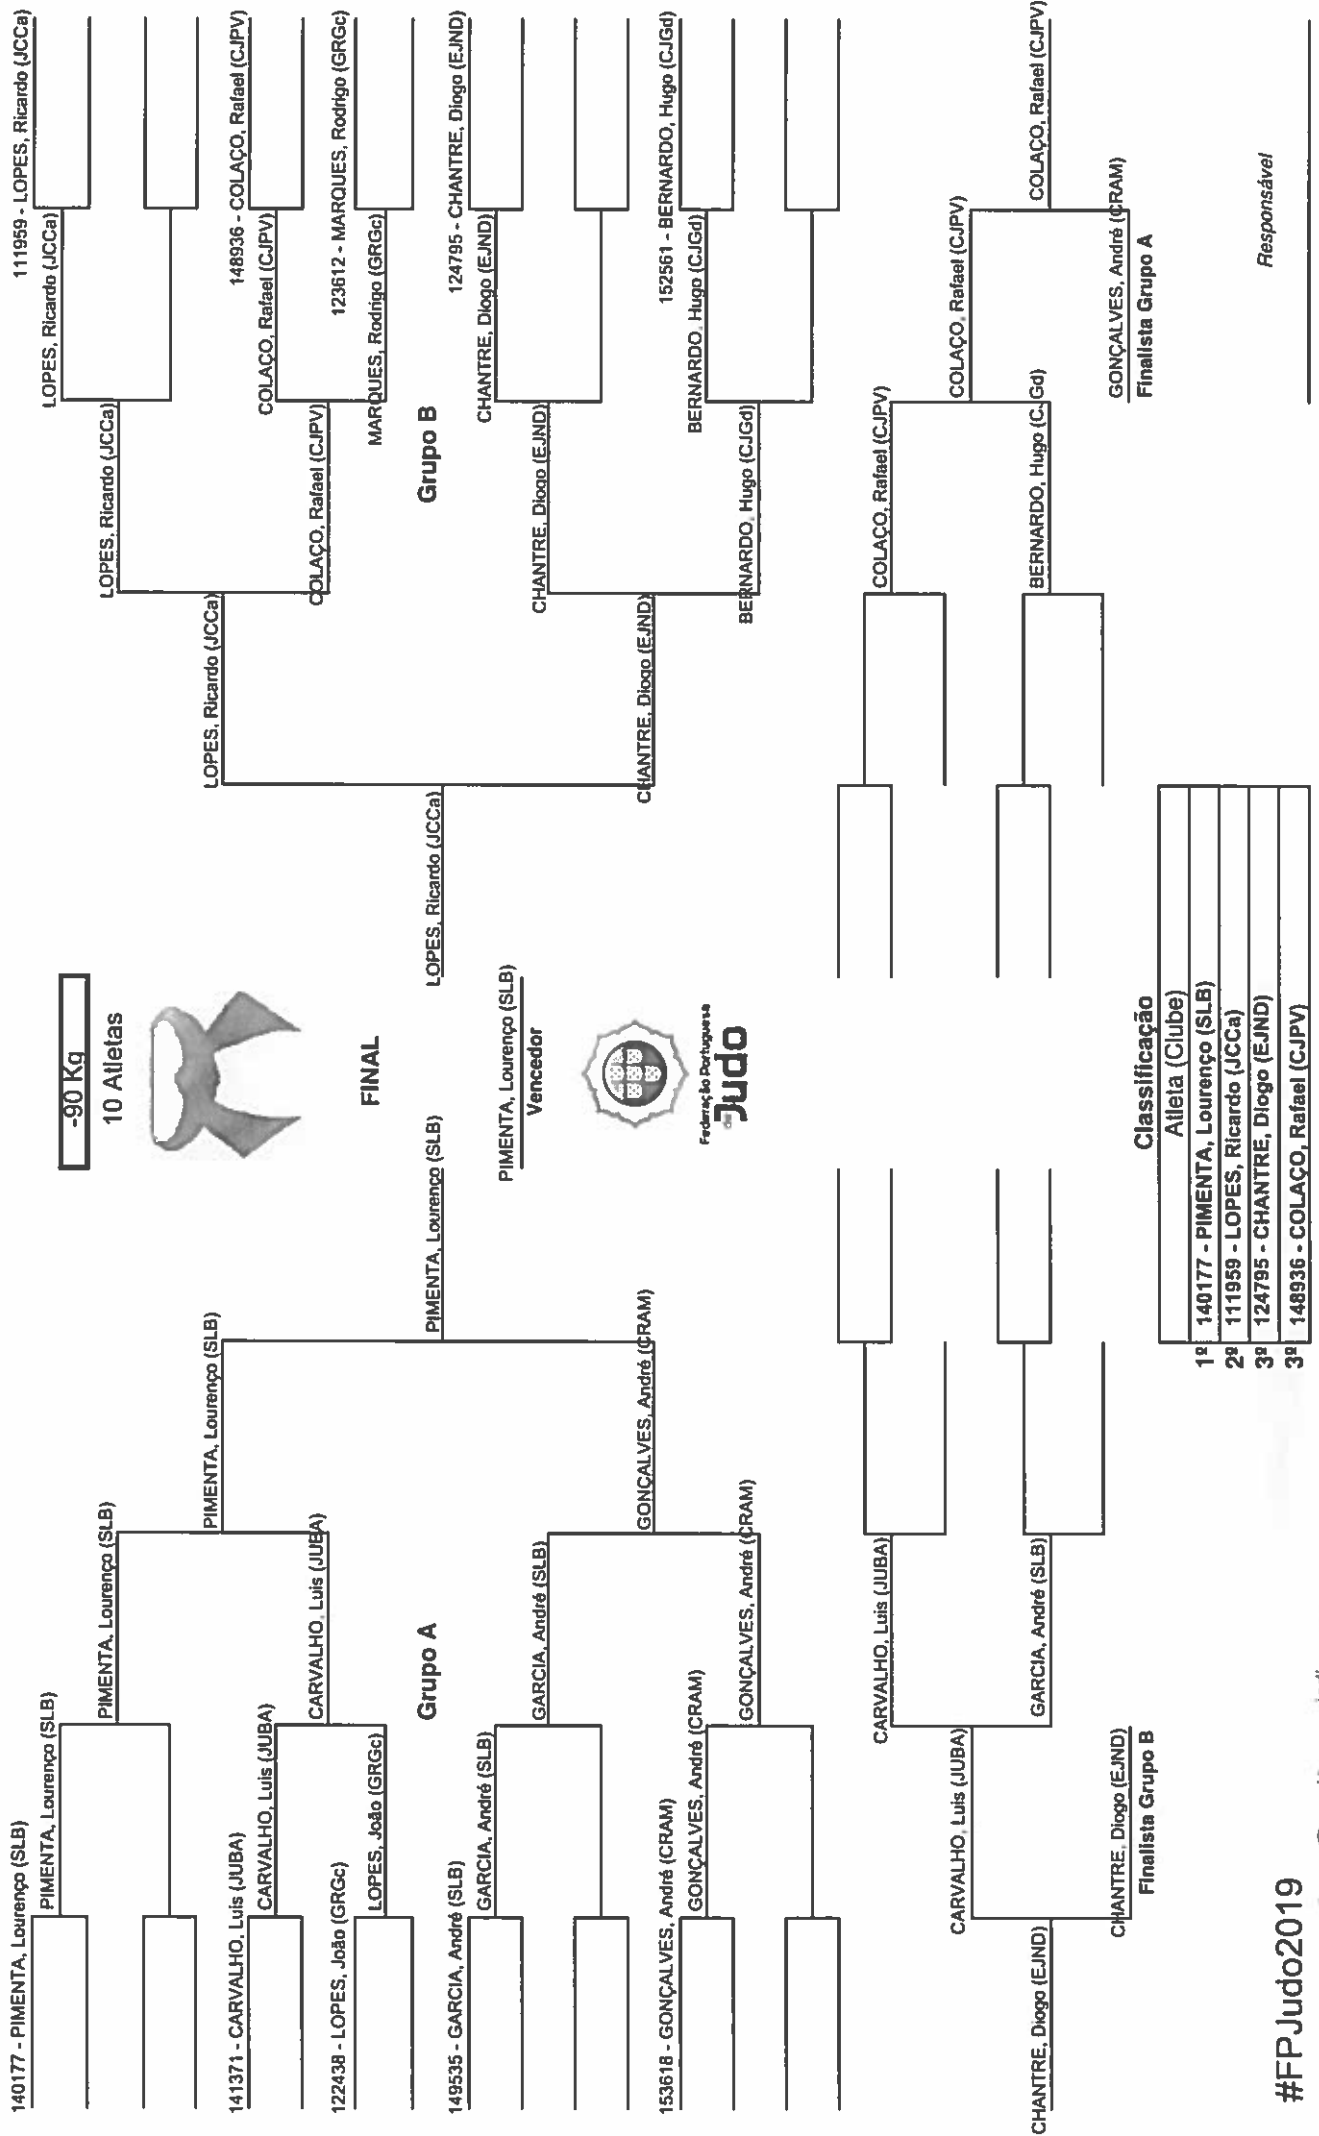 -90 Kg
10 Atletas
FINAL
PIMENTA, Lourenço (SLB)
LOPES, Ricardo (JCCa)
PIMENTA, Lourenço (SLB)
Vencedor
Federação Portuguesa
de Judo
140177 - PIMENTA, Lourenço (SLB)
PIMENTA, Lourenço (SLB)
PIMENTA, Lourenço (SLB)
PIMENTA, Lourenço (SLB)
141371 - CARVALHO, Luis (JUBA)
CARVALHO, Luis (JUBA)
CARVALHO, Luis (JUBA)
122438 - LOPES, João (GRGc)
LOPES, João (GRGc)
Grupo A
149535 - GARCIA, André (SLB)
GARCIA, André (SLB)
GARCIA, André (SLB)
GONÇALVES, André (CRAM)
153618 - GONÇALVES, André (CRAM)
GONÇALVES, André (CRAM)
GONÇALVES, André (CRAM)
111959 - LOPES, Ricardo (JCCa)
LOPES, Ricardo (JCCa)
LOPES, Ricardo (JCCa)
LOPES, Ricardo (JCCa)
148936 - COLAÇO, Rafael (CJPV)
COLAÇO, Rafael (CJPV)
COLAÇO, Rafael (CJPV)
123612 - MARQUES, Rodrigo (GRGc)
MARQUES, Rodrigo (GRGc)
Grupo B
124795 - CHANTRE, Diogo (EJND)
CHANTRE, Diogo (EJND)
CHANTRE, Diogo (EJND)
CHANTRE, Diogo (EJND)
152561 - BERNARDO, Hugo (CJGd)
BERNARDO, Hugo (CJGd)
BERNARDO, Hugo (CJGd)
CARVALHO, Luis (JUBA)
GARCIA, André (SLB)
CARVALHO, Luis (JUBA)
CHANTRE, Diogo (EJND)
CHANTRE, Diogo (EJND)
Finalista Grupo B
COLAÇO, Rafael (CJPV)
BERNARDO, Hugo (CJGd)
COLAÇO, Rafael (CJPV)
COLAÇO, Rafael (CJPV)
GONÇALVES, André (CRAM)
Finalista Grupo A
Classificação
Atleta (Clube)
1º 140177 - PIMENTA, Lourenço (SLB)
2º 111959 - LOPES, Ricardo (JCCa)
3º 124795 - CHANTRE, Diogo (EJND)
3º 148936 - COLAÇO, Rafael (CJPV)
Responsável
#FPJudo2019